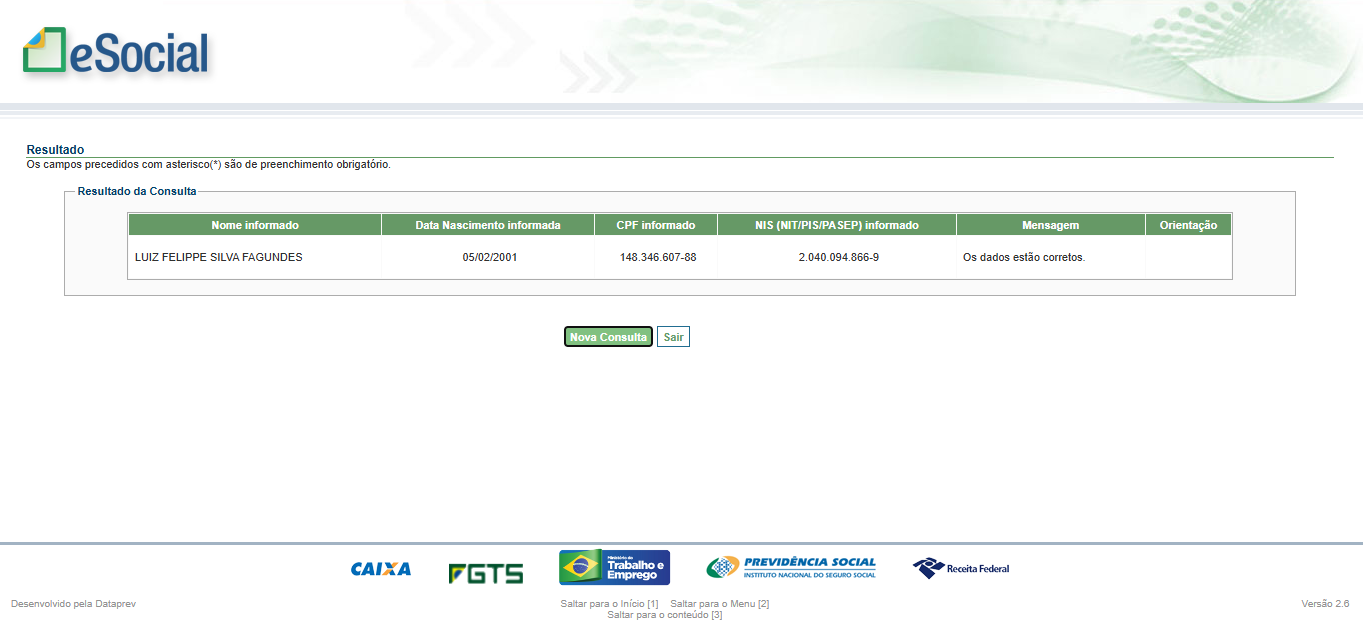 eSocial
Resultado
Os campos precedidos com asterisco(*) são de preenchimento obrigatório.
Resultado da Consulta
Nome informado Data Nascimento informada CPF informado NIS (NIT/PIS/PASEP) informado Mensagem Orientação
LUIZ FELIPPE SILVA FAGUNDES 05/02/2001 148.346.607-88 2.040.094.866-9 Os dados estão corretos.
Nova Consulta Sair
CAIXA FGTS Ministério do Trabalho e Emprego PREVIDÊNCIA SOCIAL INSTITUTO NACIONAL DO SEGURO SOCIAL Receita Federal
Desenvolvido pela Dataprev Saltar para o Início [1] Saltar para o Menu [2] Versão 2.6
Saltar para o conteúdo [3]